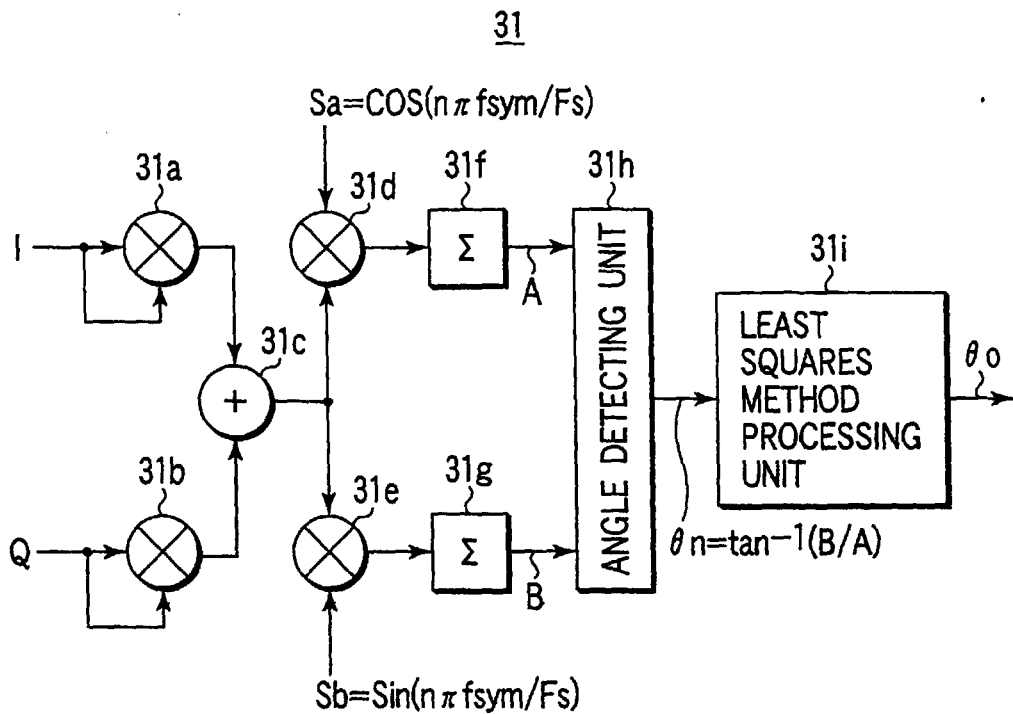 31
Sa=COS(nπfsym/Fs)
31a
31d
31f
31h
I
Σ
A
31i
31c
+
ANGLE DETECTING UNIT
LEAST
SQUARES
METHOD
PROCESSING
UNIT
θo
31b
31e
31g
Q
Σ
B
θn=tan-1(B/A)
Sb=Sin(nπfsym/Fs)